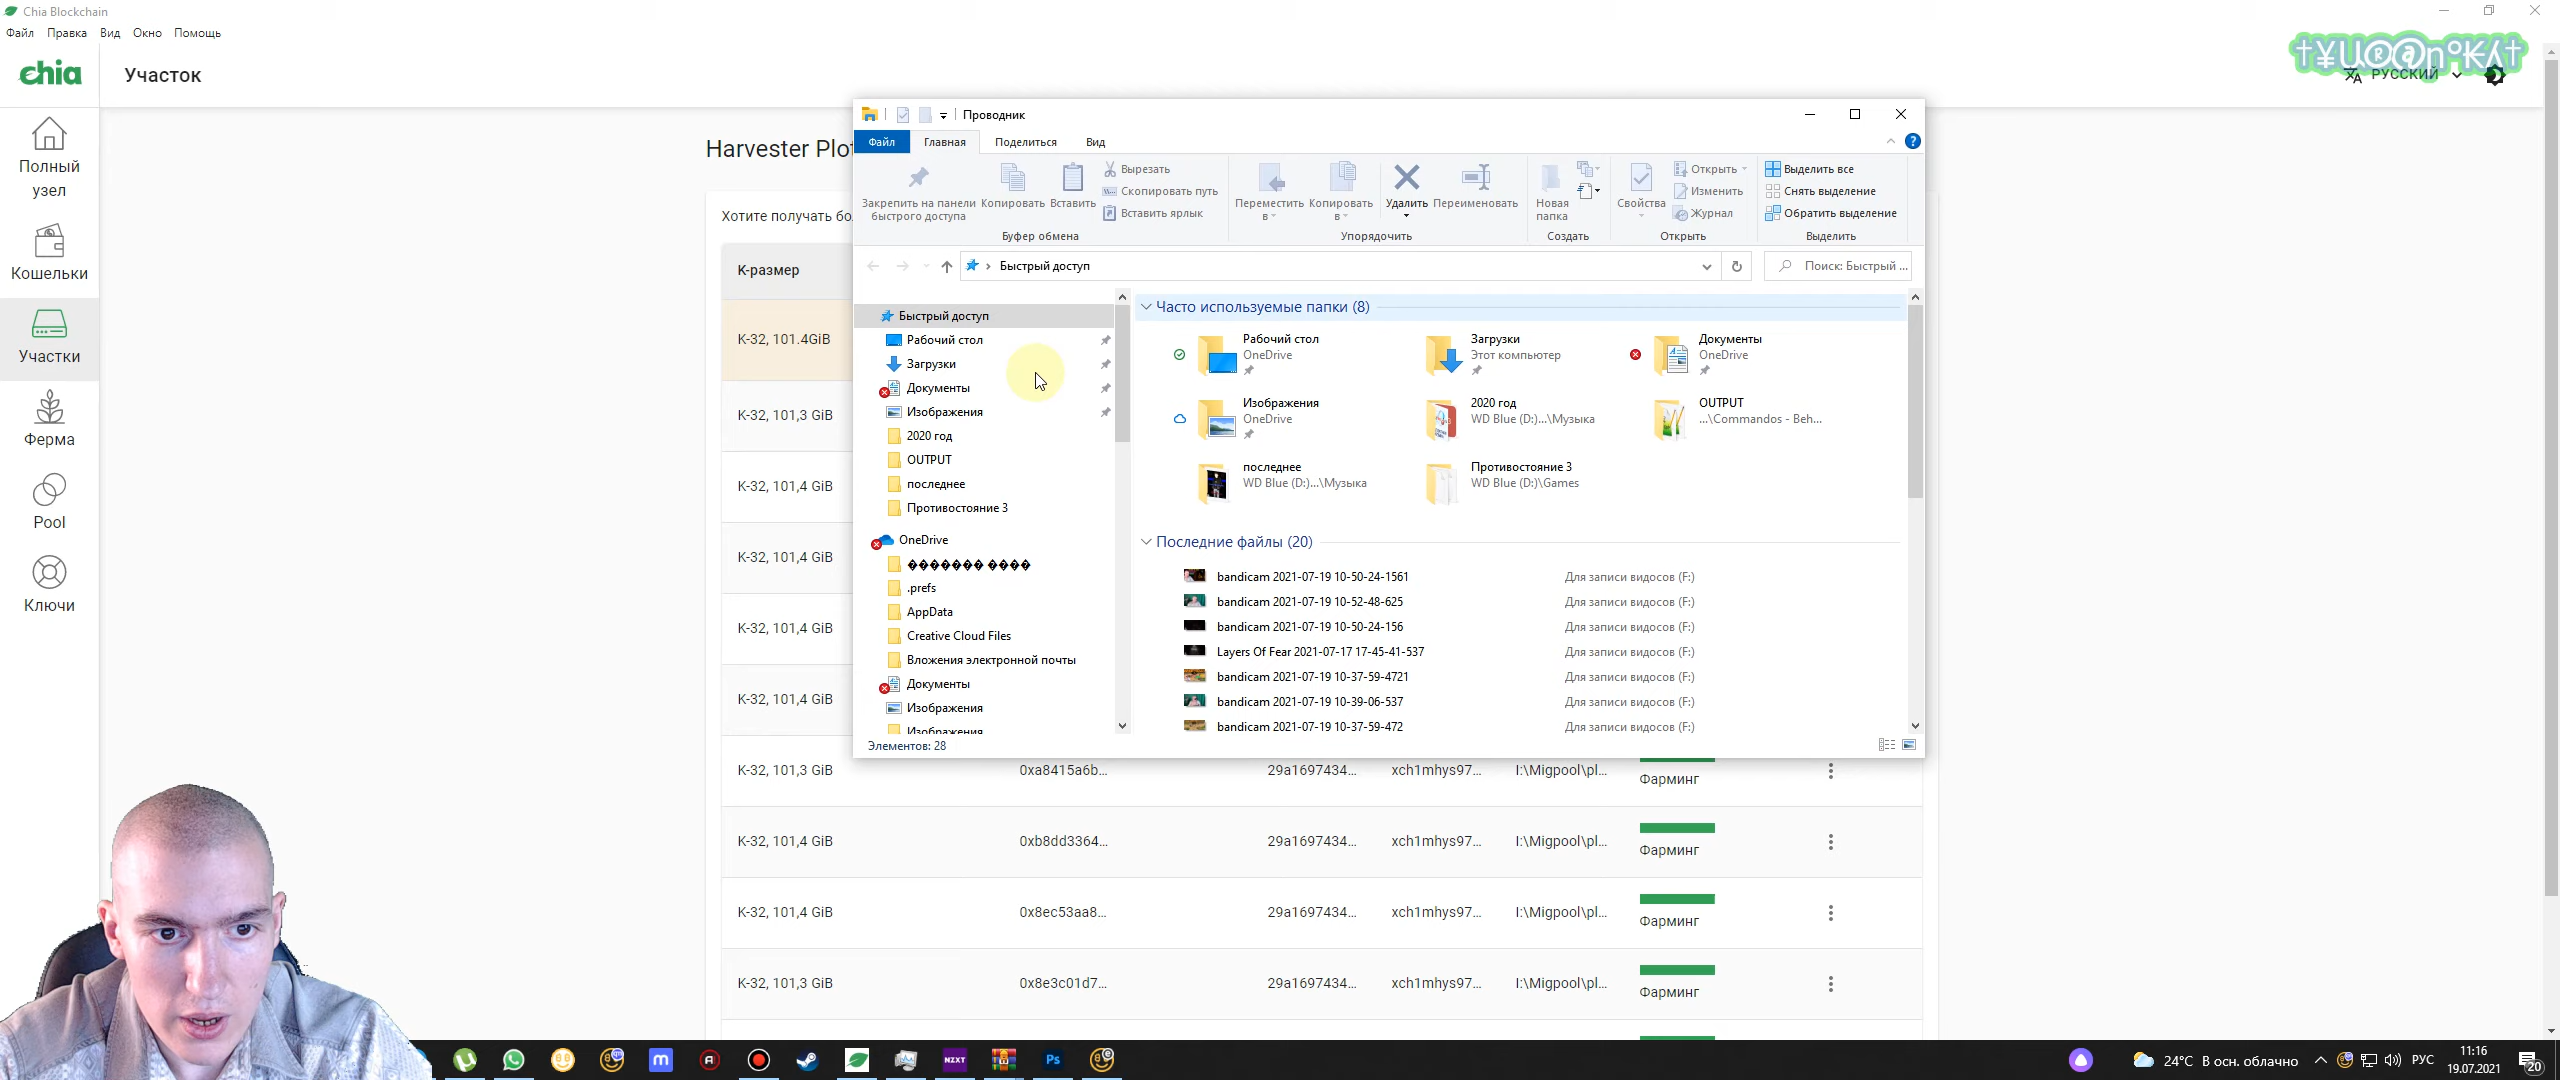 Chia Blockchain
Файл Правка Вид Окно Помощь
chia
Участок
†¥U®@n°₭⅄†
РУССКИЙ
Полный узел
Кошельки
Участки
Ферма
Pool
Ключи
Harvester Plo
Хотите получать бо
К-размер
K-32, 101.4GiB
K-32, 101,3 GiB
K-32, 101,4 GiB
K-32, 101,4 GiB
K-32, 101,4 GiB
K-32, 101,4 GiB
Проводник
Файл Главная Поделиться Вид
Закрепить на панели быстрого доступа
Копировать
Вставить
Вырезать
Скопировать путь
Вставить ярлык
Буфер обмена
Переместить в
Копировать в
Удалить
Переименовать
Упорядочить
Новая папка
Создать
Свойства
Открыть
Изменить
Журнал
Открыть
Выделить все
Снять выделение
Обратить выделение
Выделить
Быстрый доступ
Поиск: Быстрый ...
Быстрый доступ
Рабочий стол
Загрузки
Документы
Изображения
2020 год
OUTPUT
последнее
Противостояние 3
OneDrive
������� ����
.prefs
AppData
Creative Cloud Files
Вложения электронной почты
Документы
Изображения
Изображения
Элементов: 28
Часто используемые папки (8)
Рабочий стол
OneDrive
Загрузки
Этот компьютер
Документы
OneDrive
Изображения
OneDrive
2020 год
WD Blue (D:)...\Музыка
OUTPUT
...\Commandos - Beh...
последнее
WD Blue (D:)...\Музыка
Противостояние 3
WD Blue (D:)\Games
Последние файлы (20)
bandicam 2021-07-19 10-50-24-1561 Для записи видосов (F:)
bandicam 2021-07-19 10-52-48-625 Для записи видосов (F:)
bandicam 2021-07-19 10-50-24-156 Для записи видосов (F:)
Layers Of Fear 2021-07-17 17-45-41-537 Для записи видосов (F:)
bandicam 2021-07-19 10-37-59-4721 Для записи видосов (F:)
bandicam 2021-07-19 10-39-06-537 Для записи видосов (F:)
bandicam 2021-07-19 10-37-59-472 Для записи видосов (F:)
K-32, 101,3 GiB 0xa8415a6b... 29a1697434... xch1mhys97... I:\Migpool\pl... Фарминг
K-32, 101,4 GiB 0xb8dd3364... 29a1697434... xch1mhys97... I:\Migpool\pl... Фарминг
K-32, 101,4 GiB 0x8ec53aa8... 29a1697434... xch1mhys97... I:\Migpool\pl... Фарминг
K-32, 101,3 GiB 0x8e3c01d7... 29a1697434... xch1mhys97... I:\Migpool\pl... Фарминг
NZXT
Ps
24°C В осн. облачно
РУС
11:16
19.07.2021
20